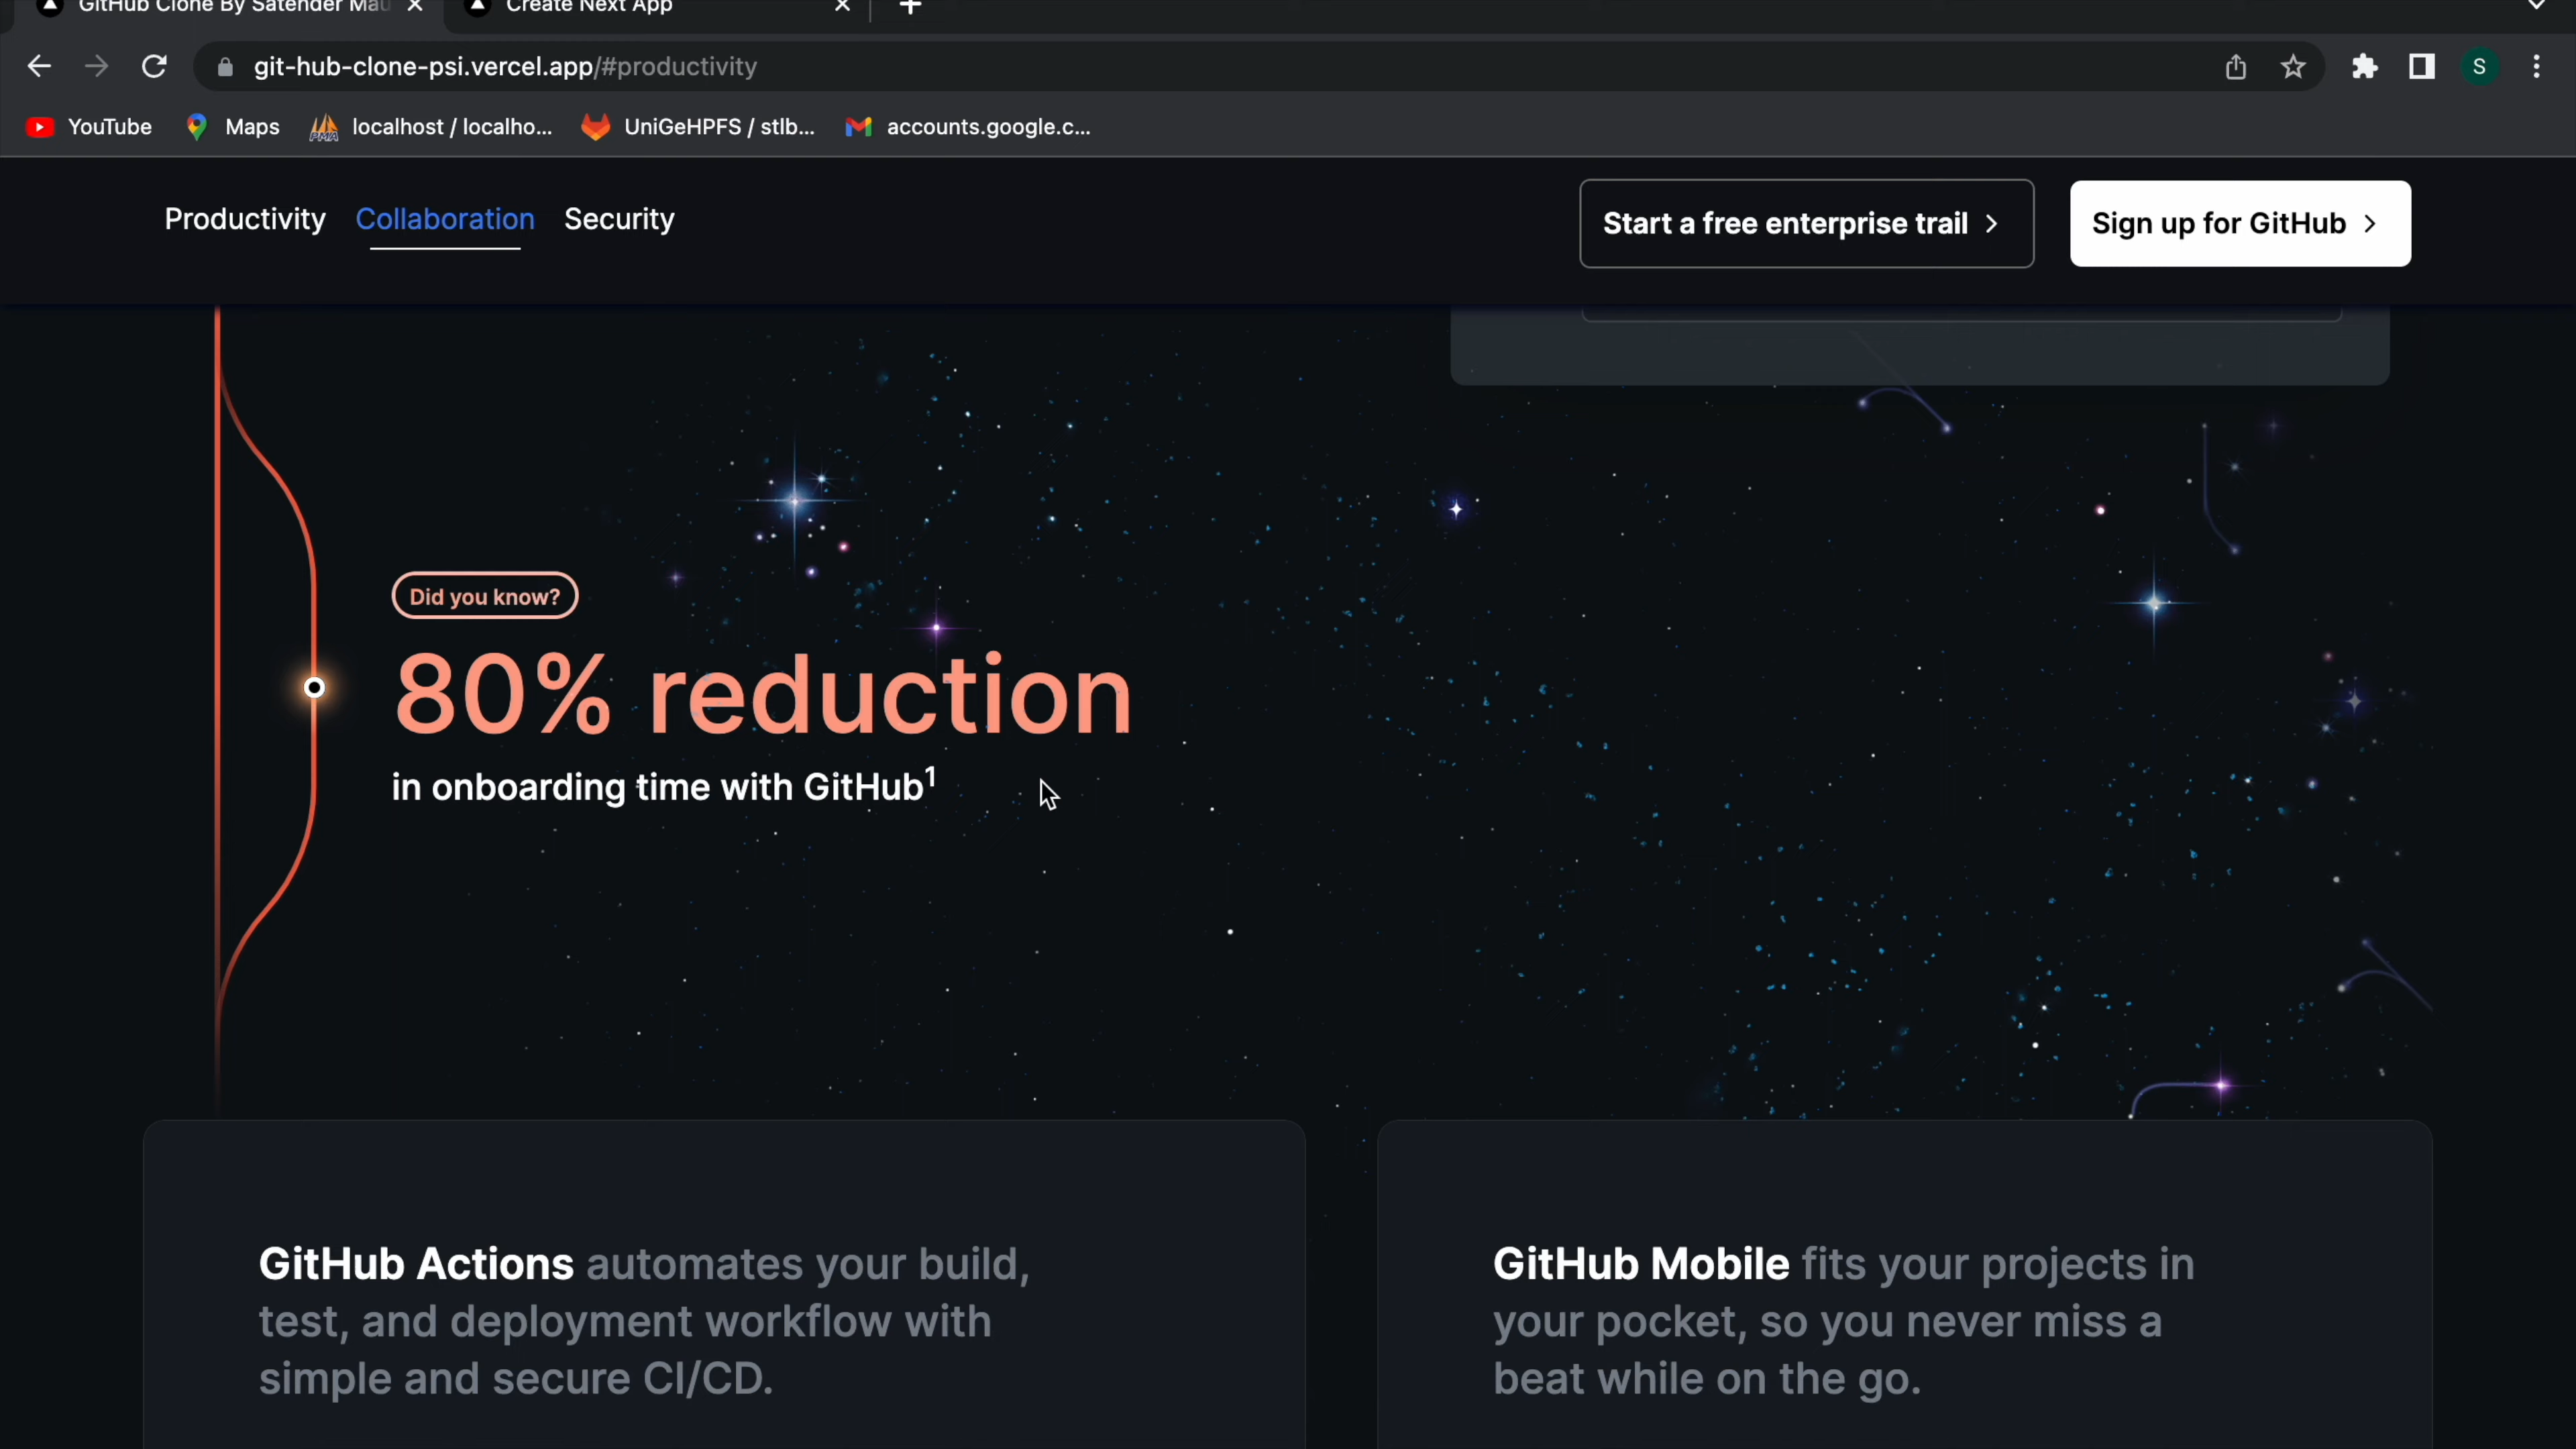 GitHub Clone By Satender Mau
Create Next App
git-hub-clone-psi.vercel.app/#productivity
S
YouTube
Maps
PMA
localhost / localho...
UniGeHPFS / stlb...
accounts.google.c...
Productivity
Collaboration
Security
Start a free enterprise trail
Sign up for GitHub
Did you know?
80% reduction
in onboarding time with GitHub1
GitHub Actions automates your build,
test, and deployment workflow with
simple and secure CI/CD.
GitHub Mobile fits your projects in
your pocket, so you never miss a
beat while on the go.